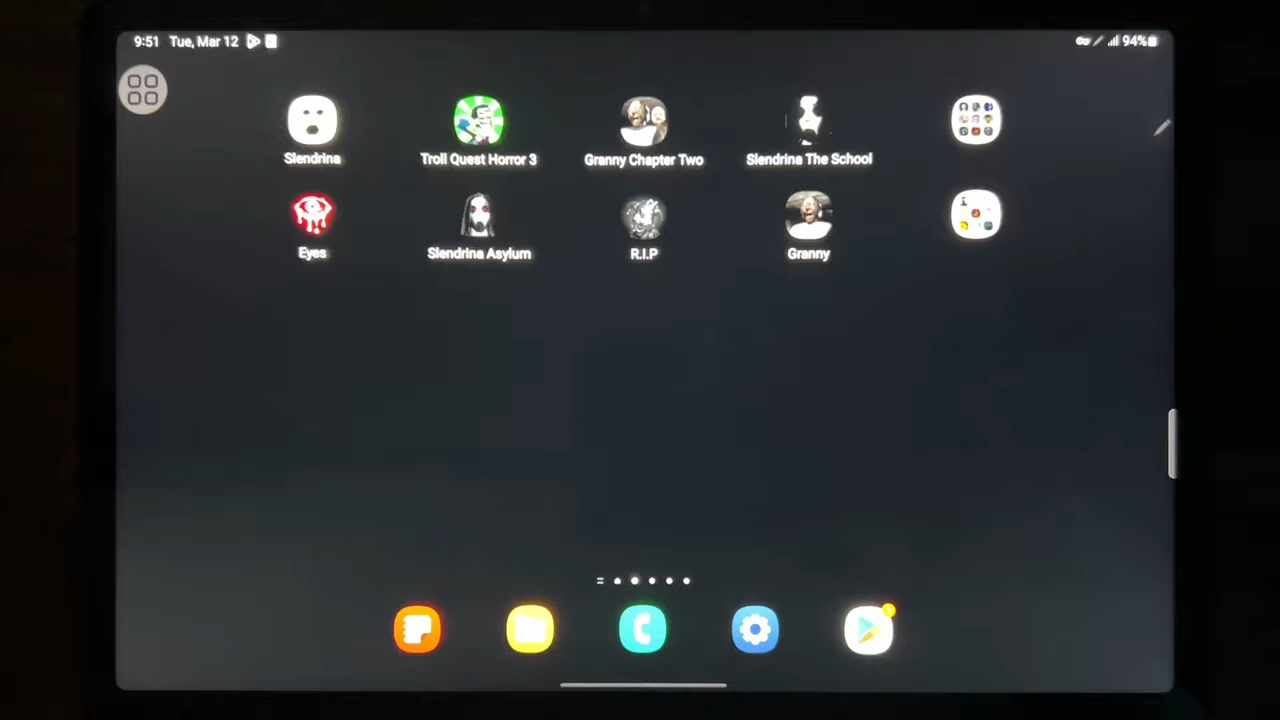 9:51 Tue, Mar 12 94%
Slendrina Troll Quest Horror 3 Granny Chapter Two Slendrina The School
Eyes Slendrina Asylum R.I.P Granny